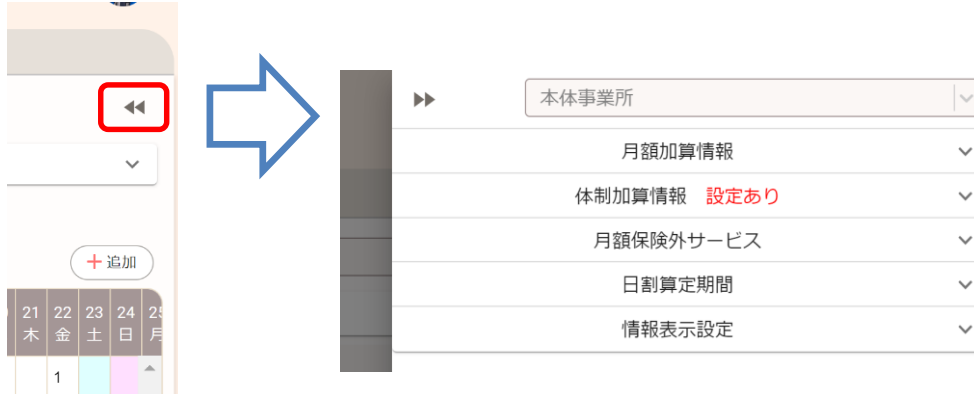 追加
21 22 23 24
木 金 土 日 月
1
本体事業所
月額加算情報
体制加算情報 設定あり
月額保険外サービス
日割算定期間
情報表示設定